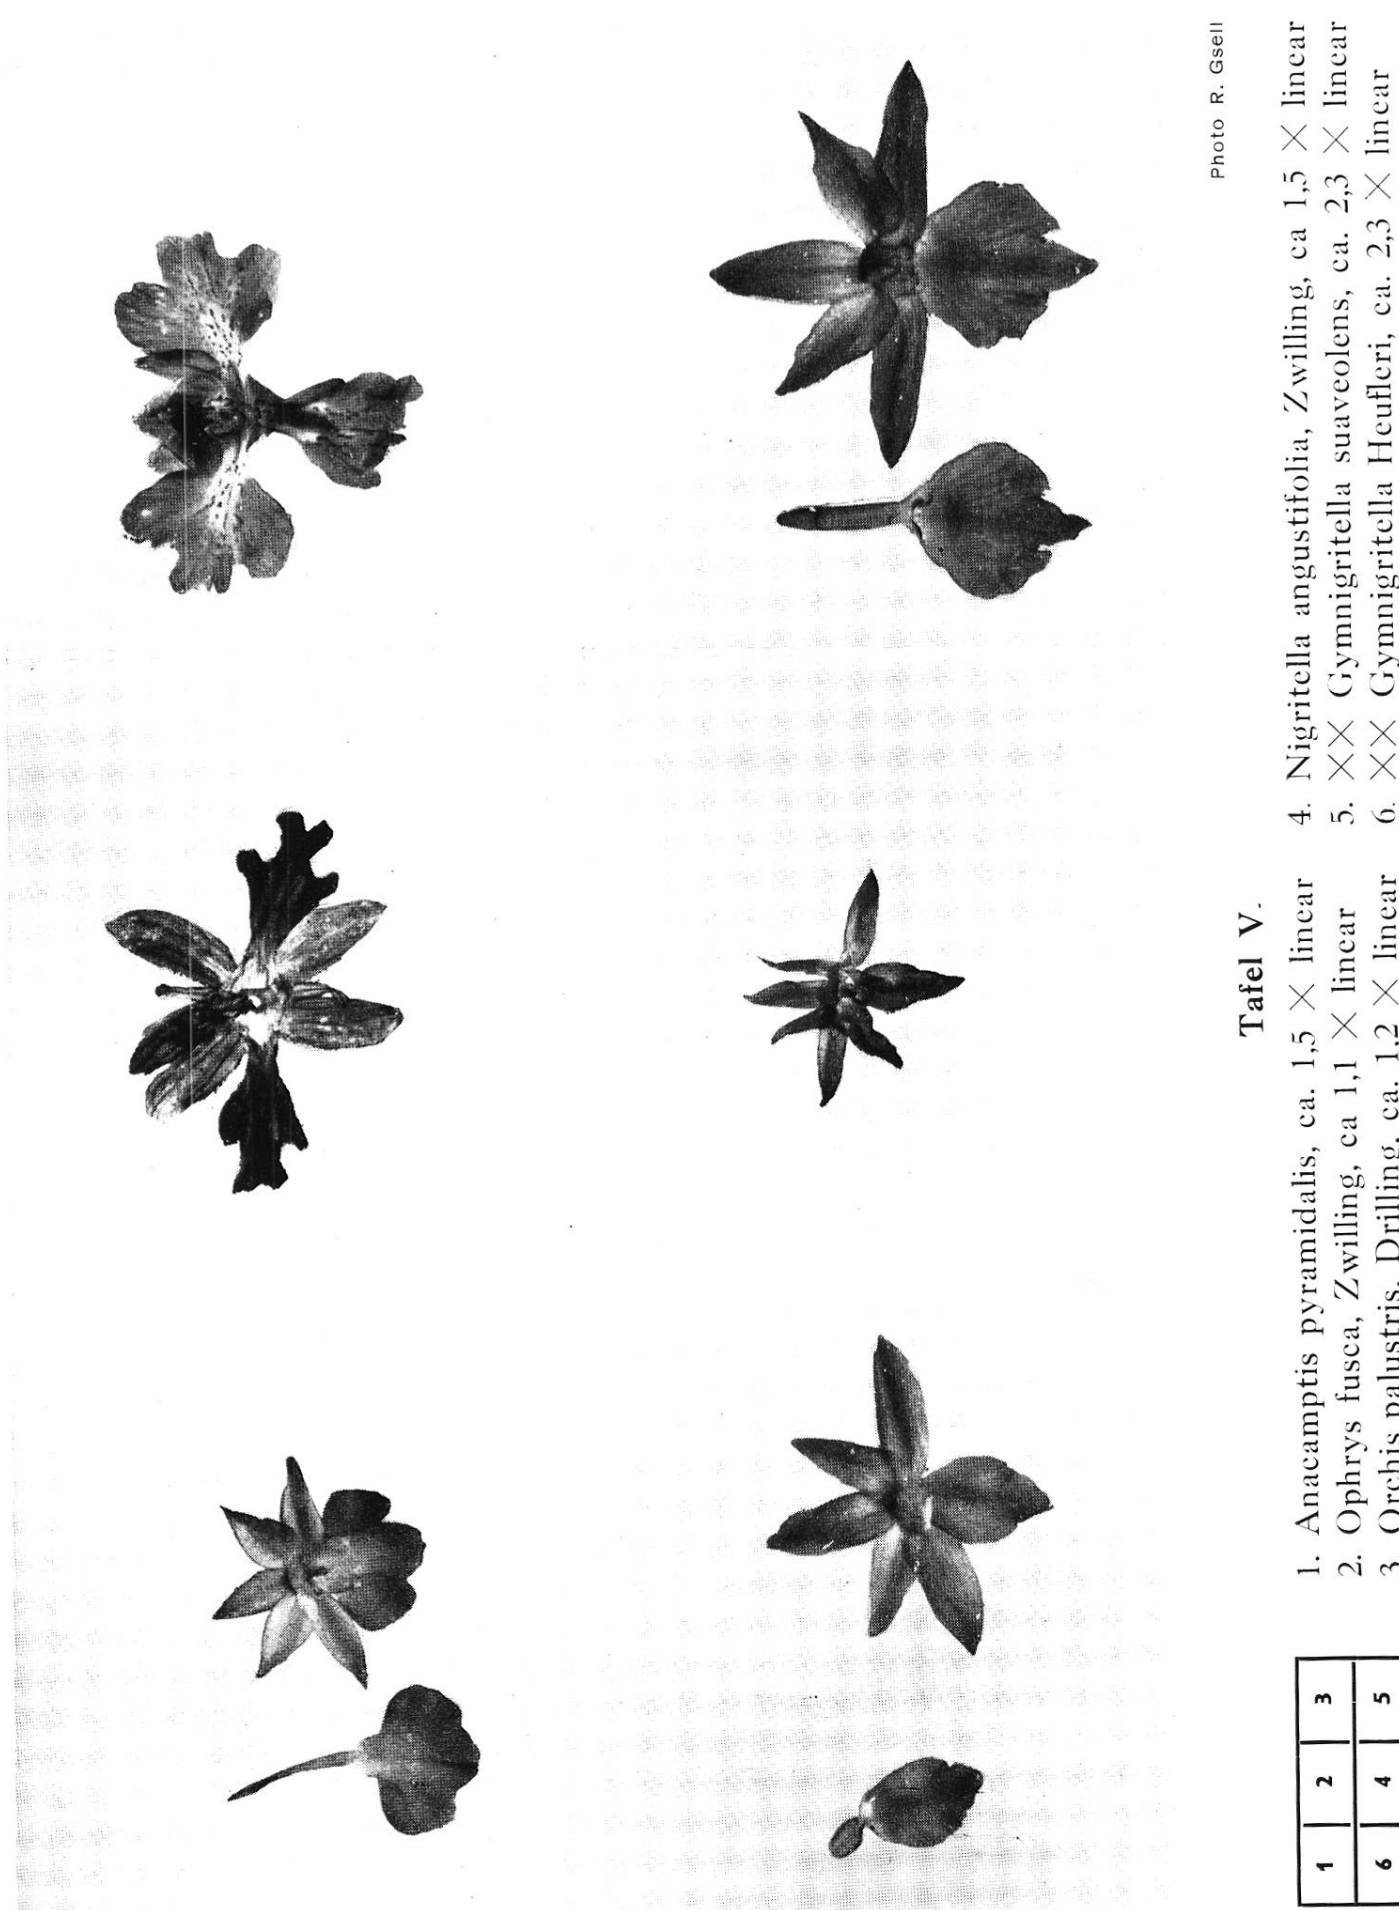 Photo R. Gsell
Tafel V.
1. Anacamptis pyramidalis, ca. 1,5 × linear
2. Ophrys fusca, Zwilling, ca 1,1 × linear
3. Orchis palustris, Drilling, ca. 1,2 × linear
4. Nigritella angustifolia, Zwilling, ca 1,5 × linear
5. ×× Gymnigritella suaveolens, ca. 2,3 × linear
6. ×× Gymnigritella Heufleri, ca. 2,3 × linear
1 2 3
6 4 5